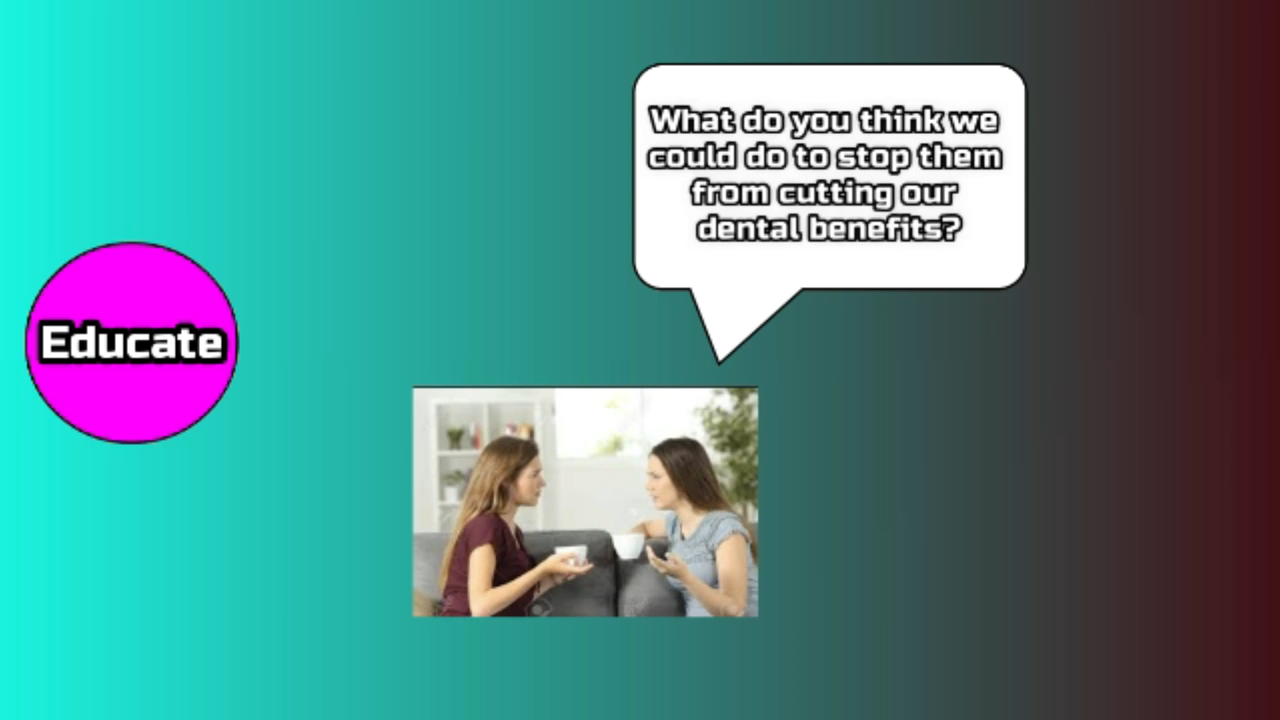 What do you think we
could do to stop them
from cutting our
dental benefits?
Educate